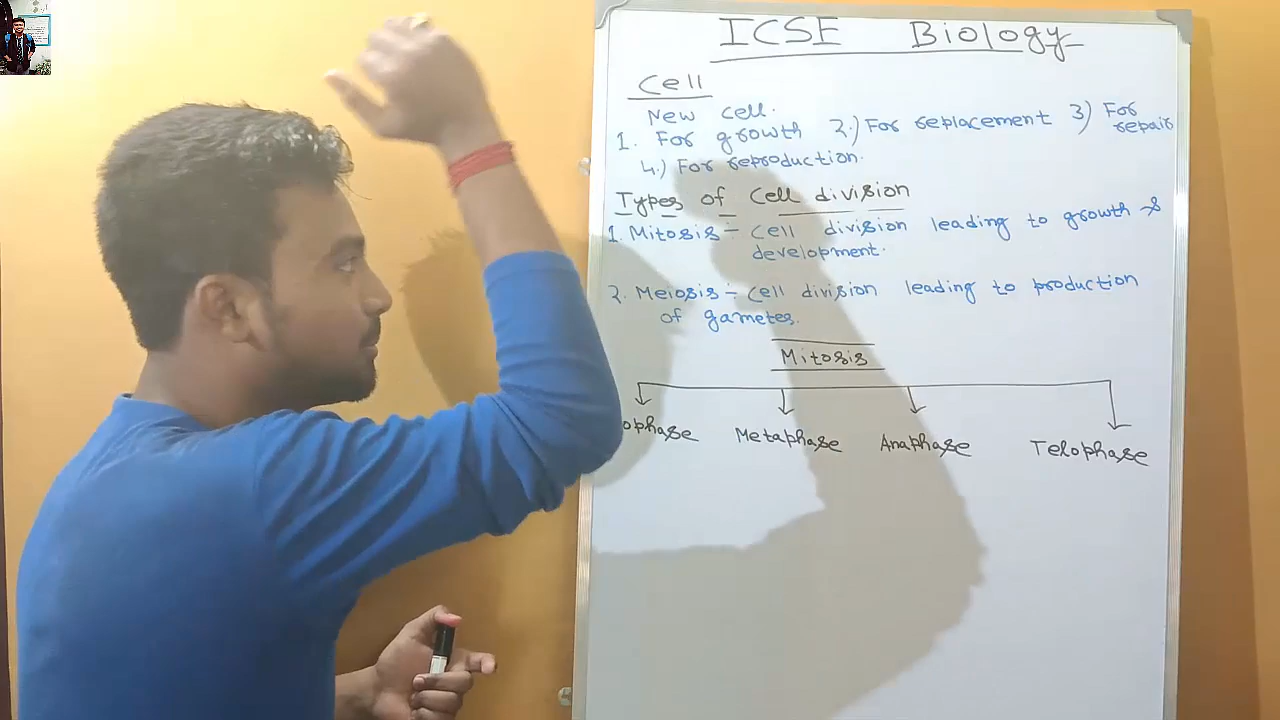 ICSE Biology
Cell
New cell.
1. For growth 2.) For replacement 3) For repair
4.) For reproduction.
Types of Cell division
1. Mitosis - Cell division leading to growth &
development.
2. Meiosis - Cell division leading to production
of gametes.
Mitosis
ophase Metaphase Anaphase Telophase